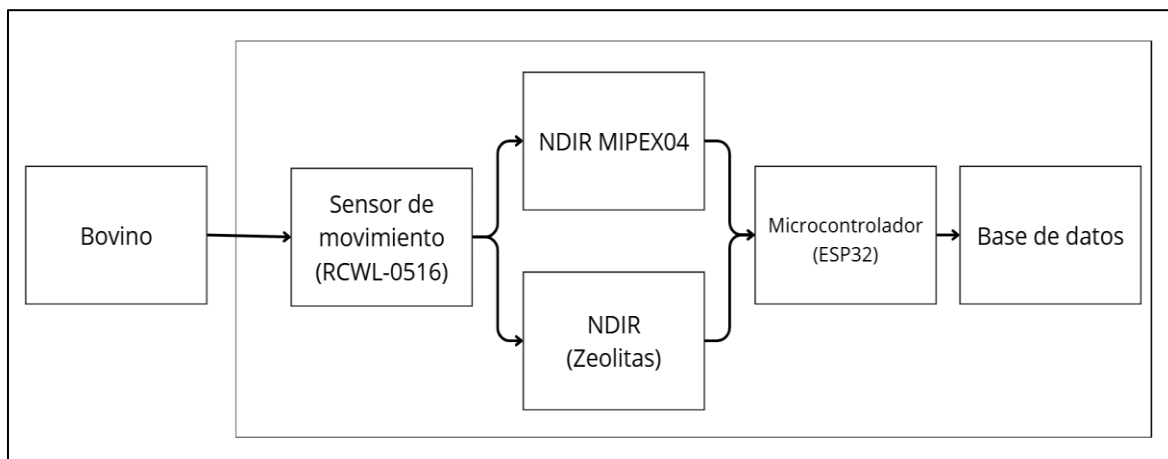 Bovino
Sensor de
movimiento
(RCWL-0516)
NDIR MIPEX04
NDIR
(Zeolitas)
Microcontrolador
(ESP32)
Base de datos